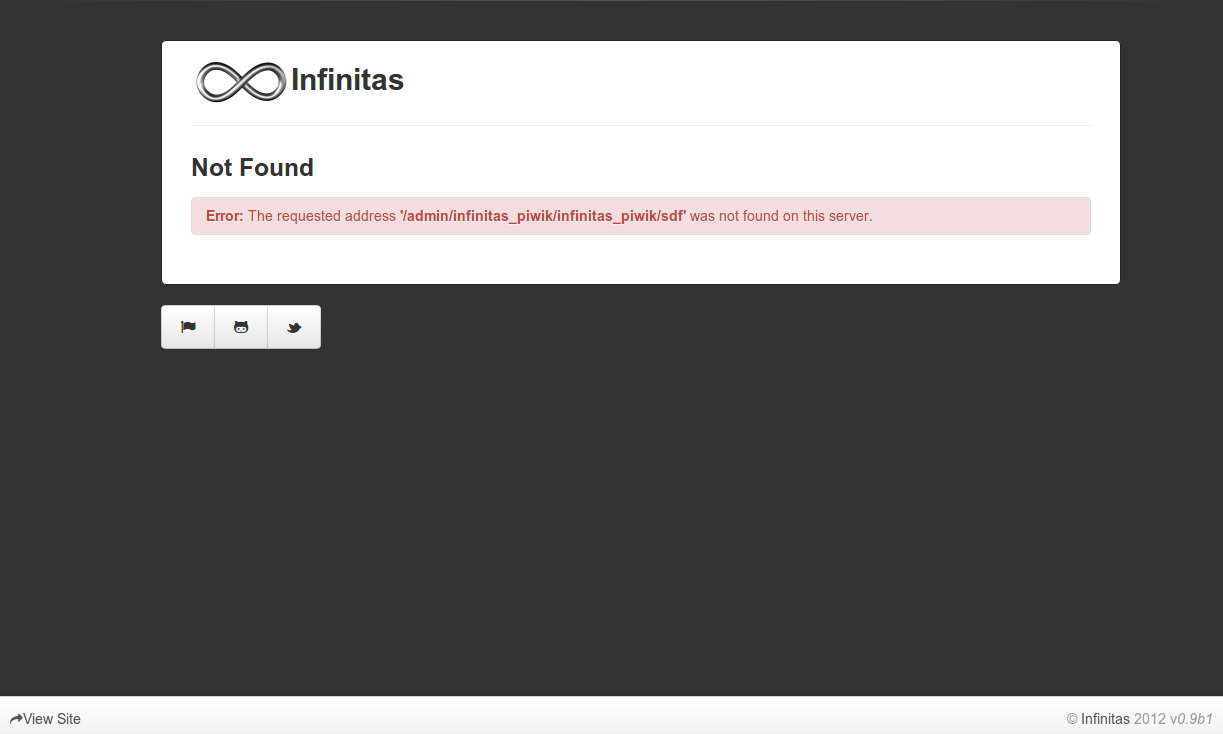 Infinitas
Not Found
Error: The requested address '/admin/infinitas_piwik/infinitas_piwik/sdf' was not found on this server.
View Site
© Infinitas 2012 v0.9b1